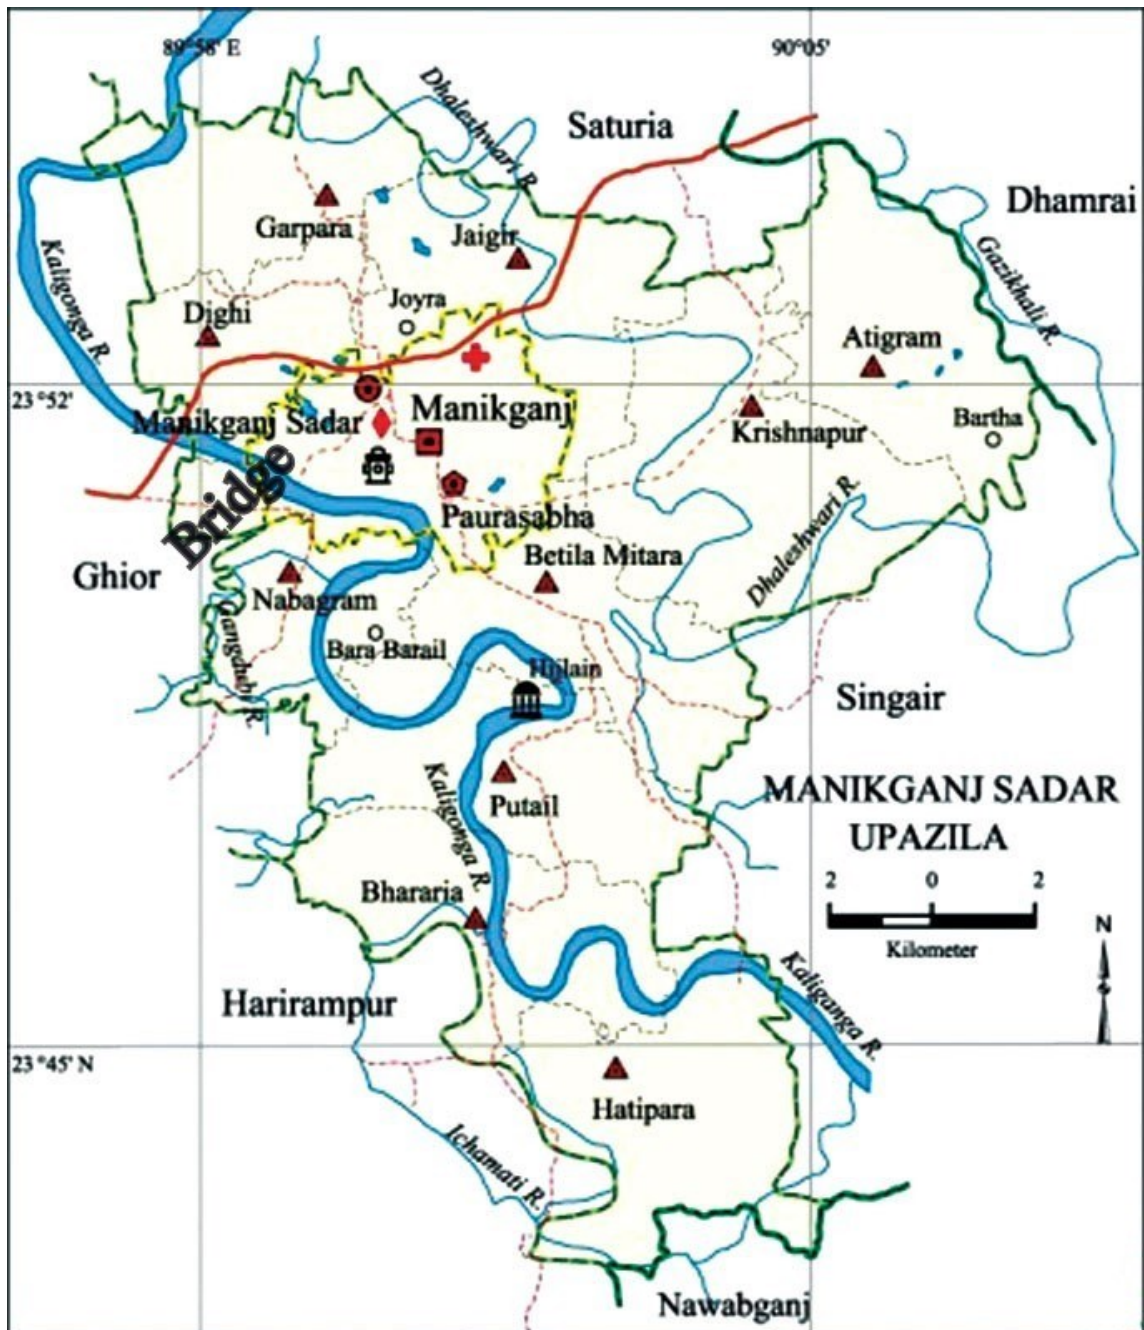 89°58' E
90°05'
Dhaleshwari R.
Saturia
Dhamrai
Garpara
Jaigir
Kaligonga R.
Gazikhali R.
Joyra
Dighi
Atigram
23°52'
Manikganj Sadar
Manikganj
Krishnapur
Bartha
Bridge
Paurasabha
Dhaleshwari R.
Betila Mitara
Ghior
Nabagram
Bara Barail
Hijlain
Singair
Kaligonga R.
Putail
MANIKGANJ SADAR
UPAZILA
2 0 2
Kilometer
N
Bhararia
Harirampur
Kaliganga R.
23°45' N
Hatipara
Ichamati R.
Nawabganj